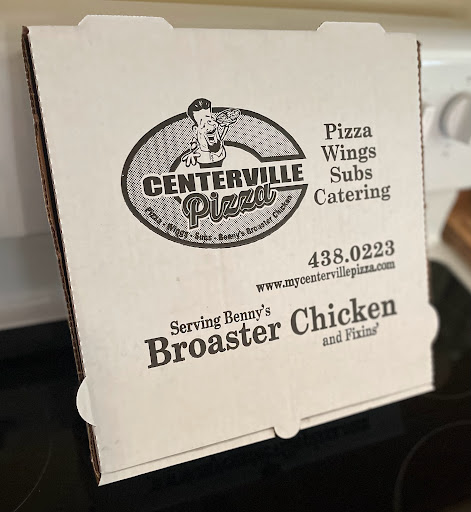 CENTERVILLE
Pizza
Pizza • Wings • Subs • Benny's Broaster Chicken
Pizza
Wings
Subs
Catering
438.0223
www.mycentervillepizza.com
Serving Benny's
Broaster Chicken
and Fixins'